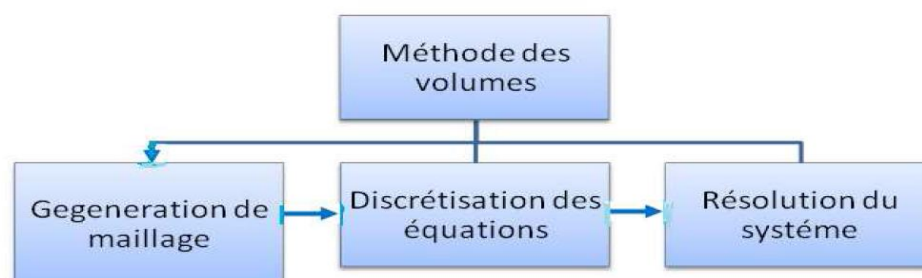 Méthode des
volumes
Gegeneration de
maillage
Discrétisation des
équations
Résolution du
systéme